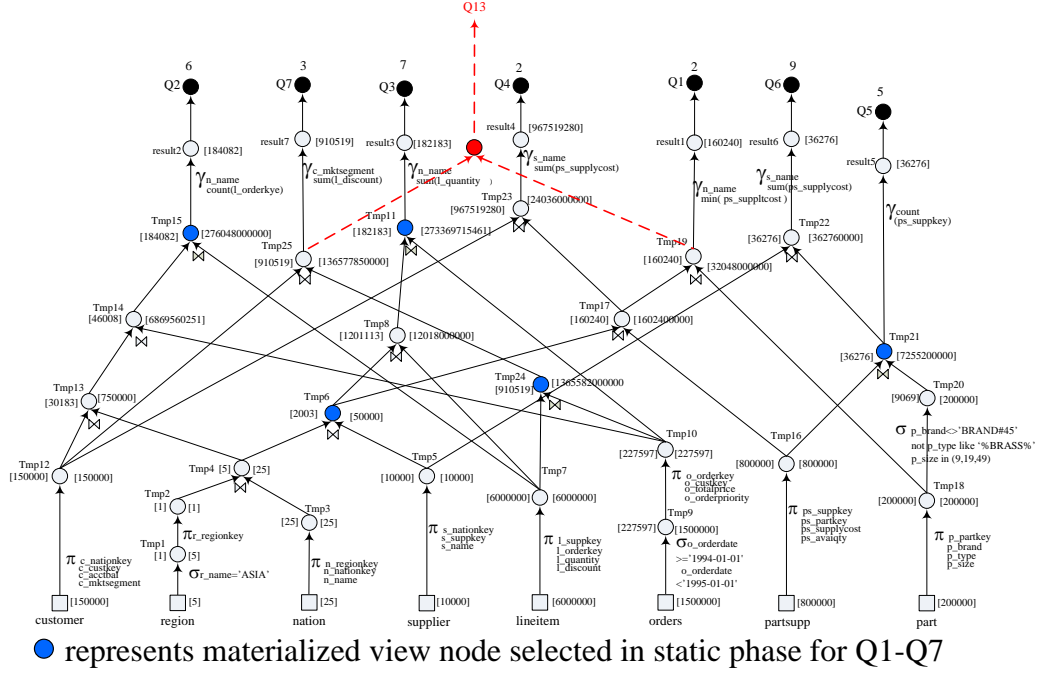 Q13
6
3
7
2
2
9
5
Q2
Q7
Q3
Q4
Q1
Q6
Q5
result2
[184082]
result7
[910519]
result3
[182183]
result4
[967519280]
result1
[160240]
result6
[36276]
result5
[36276]
γ n_name
count(l_orderkye)
γ c_mktsegment
sum(l_discount)
γ n_name
sum(l_quantity )
γ s_name
sum(ps_supplycost)
γ n_name
min( ps_suppltcost )
γ s_name
sum(ps_supplycost)
γ count
(ps_suppkey)
Tmp15
[184082]
[276048000000]
Tmp25
[910519]
[136577850000]
Tmp11
[182183]
[273369715461]
Tmp23
[967519280]
[24036000000]
Tmp19
[160240]
[32048000000]
Tmp22
[36276]
[362760000]
Tmp14
[46008]
[6869560251]
Tmp8
[1201113]
[12018000000]
Tmp17
[160240]
[1602400000]
Tmp21
[36276]
[7255200000]
Tmp13
[30183]
[750000]
Tmp6
[2003]
[50000]
Tmp24
[910519]
[1365582000000
Tmp20
[9069]
[200000]
σ p_brand<>'BRAND#45'
not p_type like '%BRASS%'
p_size in (9,19,49)
Tmp12
[150000]
[150000]
Tmp4
[5]
[25]
Tmp5
[10000]
[10000]
Tmp7
[6000000]
[6000000]
Tmp10
[227597]
[227597]
Tmp16
[800000]
[800000]
Tmp18
[200000]
[200000]
Tmp2
[1]
[1]
Tmp3
[25]
[25]
Tmp9
[227597]
[1500000]
π r_regionkey
Tmp1
[1]
[5]
σ r_name='ASIA'
π c_nationkey
c_custkey
c_acctbal
c_mktsegment
π n_regionkey
n_nationkey
n_name
π s_nationkey
s_suppkey
s_name
π l_suppkey
l_orderkey
l_quantity
l_discount
π o_orderkey
o_custkey
o_totalprice
o_orderpriority
σ o_orderdate
>='1994-01-01'
o_orderdate
<'1995-01-01'
π ps_suppkey
ps_partkey
ps_supplycost
ps_avaiqty
π p_partkey
p_brand
p_type
p_size
[150000]
[5]
[25]
[10000]
[6000000]
[1500000]
[800000]
[200000]
customer
region
nation
supplier
lineitem
orders
partsupp
part
represents materialized view node selected in static phase for Q1-Q7